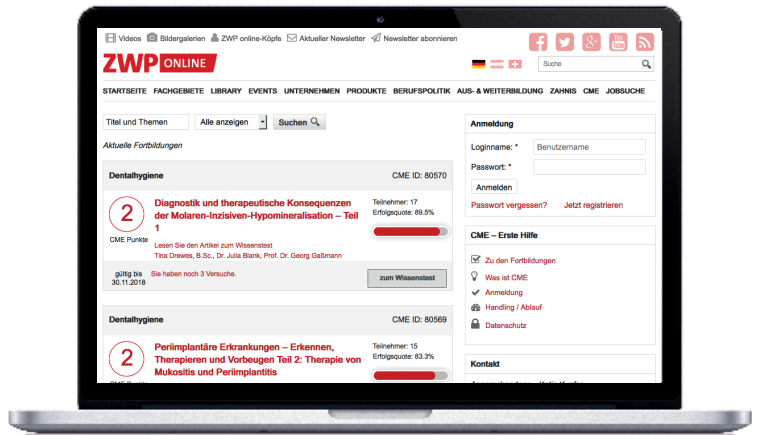 Videos Bildergalerien ZWP online-Köpfe Aktueller Newsletter Newsletter abonnieren
ZWP ONLINE
Suche
STARTSEITE FACHGEBIETE LIBRARY EVENTS UNTERNEHMEN PRODUKTE BERUFSPOLITIK AUS- & WEITERBILDUNG ZAHNIS CME JOBSUCHE
Titel und Themen Alle anzeigen Suchen
Aktuelle Fortbildungen
Dentalhygiene CME ID: 80570
2
CME Punkte
Diagnostik und therapeutische Konsequenzen
der Molaren-Inzisiven-Hypomineralisation – Teil
1
Teilnehmer: 17
Erfolgsquote: 89.5%
Lesen Sie den Artikel zum Wissenstest
Tina Drewes, B.Sc., Dr. Julia Blank, Prof. Dr. Georg Gaßmann
gültig bis
30.11.2018
Sie haben noch 3 Versuche.
zum Wissenstest
Dentalhygiene CME ID: 80569
2
CME Punkte
Periimplantäre Erkrankungen – Erkennen,
Therapieren und Vorbeugen Teil 2: Therapie von
Mukositis und Periimplantitis
Teilnehmer: 15
Erfolgsquote: 83.3%
Anmeldung
Loginname: * Benutzername
Passwort: *
Anmelden
Passwort vergessen? Jetzt registrieren
CME – Erste Hilfe
Zu den Fortbildungen
Was ist CME
Anmeldung
Handling / Ablauf
Datenschutz
Kontakt